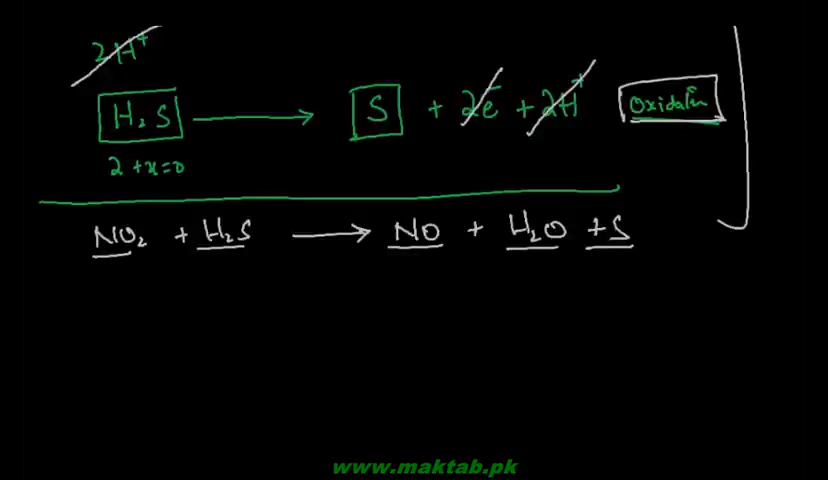 2H⁺
H₂S ⟶ S + 2e⁻ + 2H⁺ Oxidation
2 + x = 0
NO₂ + H₂S ⟶ NO + H₂O + S
www.maktab.pk